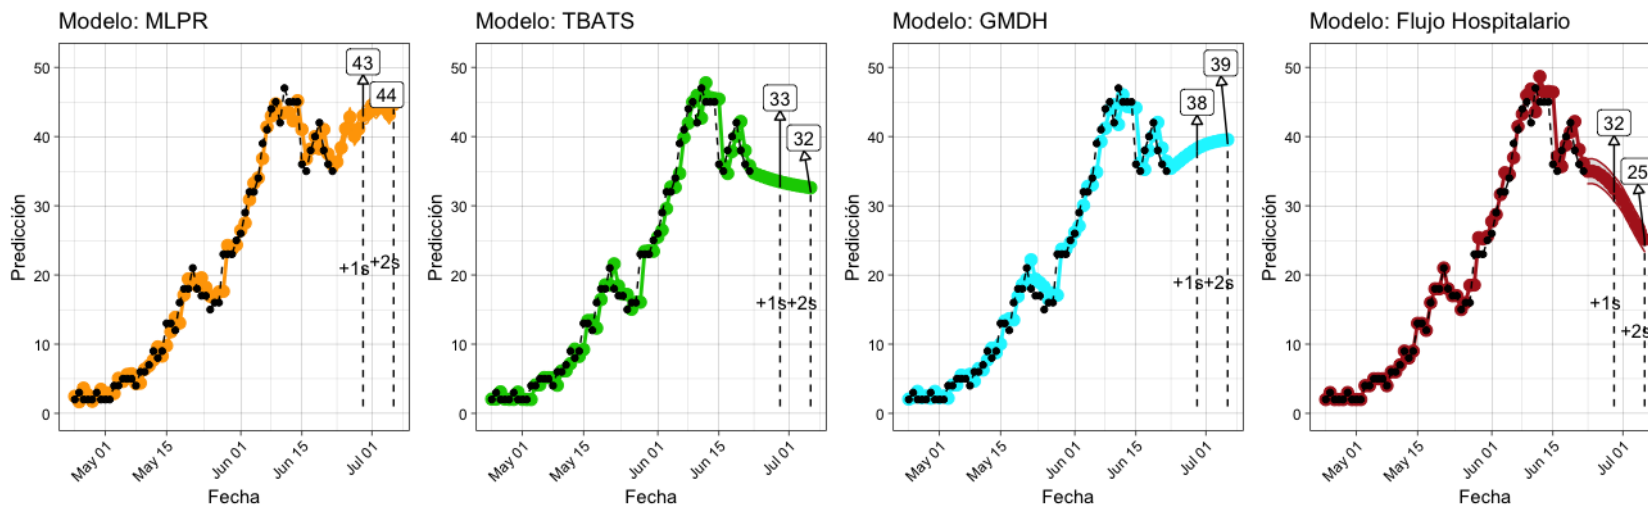 Modelo: MLPR
Predicción
50
40
30
20
10
0
43
44
+1s
+2s
May 01
May 15
Jun 01
Jun 15
Jul 01
Fecha
Modelo: TBATS
Predicción
50
40
30
20
10
0
33
32
+1s
+2s
May 01
May 15
Jun 01
Jun 15
Jul 01
Fecha
Modelo: GMDH
Predicción
50
40
30
20
10
0
39
38
+1s
+2s
May 01
May 15
Jun 01
Jun 15
Jul 01
Fecha
Modelo: Flujo Hospitalario
Predicción
50
40
30
20
10
0
32
25
+1s
+2s
May 01
May 15
Jun 01
Jun 15
Jul 01
Fecha